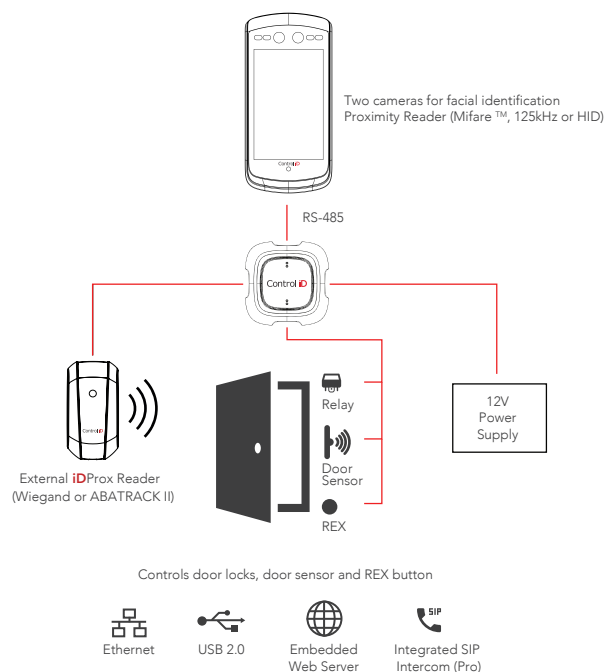 Two cameras for facial identification
Proximity Reader (Mifare ™, 125kHz or HID)
Control iD
RS-485
Control iD
Control iD
External iDProx Reader
(Wiegand or ABATRACK II)
Relay
Door
Sensor
REX
12V
Power
Supply
Controls door locks, door sensor and REX button
Ethernet
USB 2.0
Embedded
Web Server
SIP
Integrated SIP
Intercom (Pro)